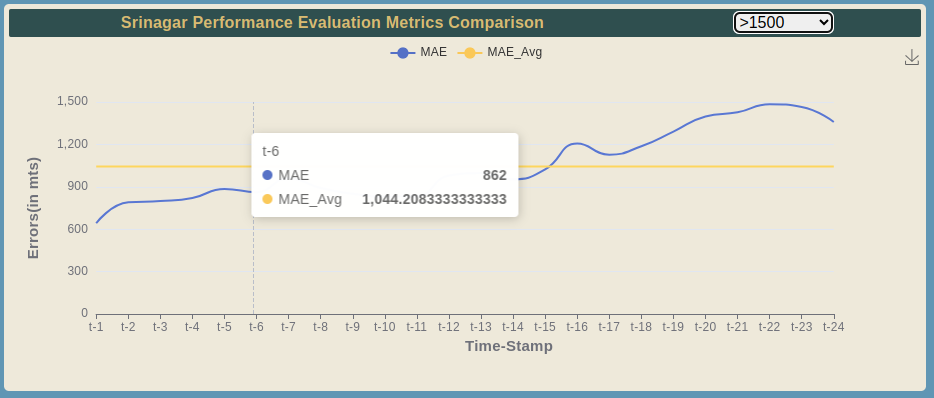 Srinagar Performance Evaluation Metrics Comparison >1500
MAE MAE_Avg
1,500
1,200
900
600
300
0
t-6
MAE 862
MAE_Avg 1,044.2083333333333
Errors(in mts)
t-1 t-2 t-3 t-4 t-5 t-6 t-7 t-8 t-9 t-10 t-11 t-12 t-13 t-14 t-15 t-16 t-17 t-18 t-19 t-20 t-21 t-22 t-23 t-24
Time-Stamp